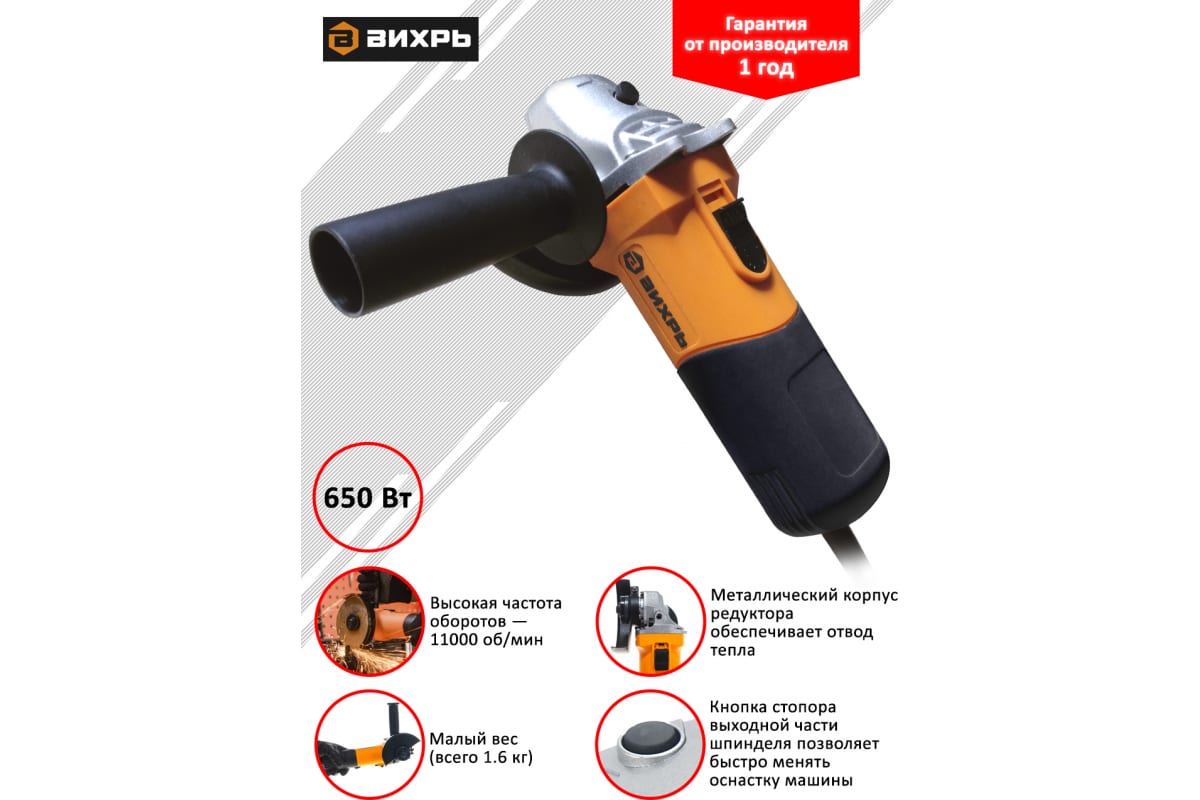 ВИХРЬ
Гарантия
от производителя
1 год
ВИХРЬ
650 Вт
Высокая частота
оборотов —
11000 об/мин
Металлический корпус
редуктора
обеспечивает отвод
тепла
Малый вес
(всего 1.6 кг)
Кнопка стопора
выходной части
шпинделя позволяет
быстро менять
оснастку машины